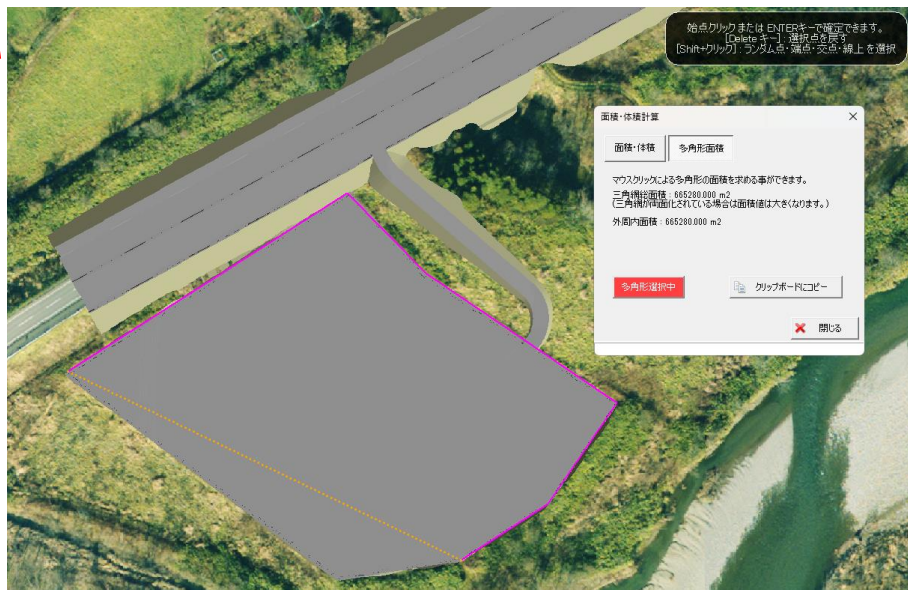 始点クリックまたは ENTERキーで確定できます。
[Delete キー] : 選択点を戻す
[Shift+クリック] : ランダム点・端点・交点・線上 を選択
面積・体積計算
面積・体積
多角形面積
マウスクリックによる多角形の面積を求める事ができます。
三角網総面積 : 665280.000 m2
(三角網が両面化されている場合は面積値は大きくなります。)
外周内面積 : 665280.000 m2
多角形選択中
クリップボードにコピー
閉じる